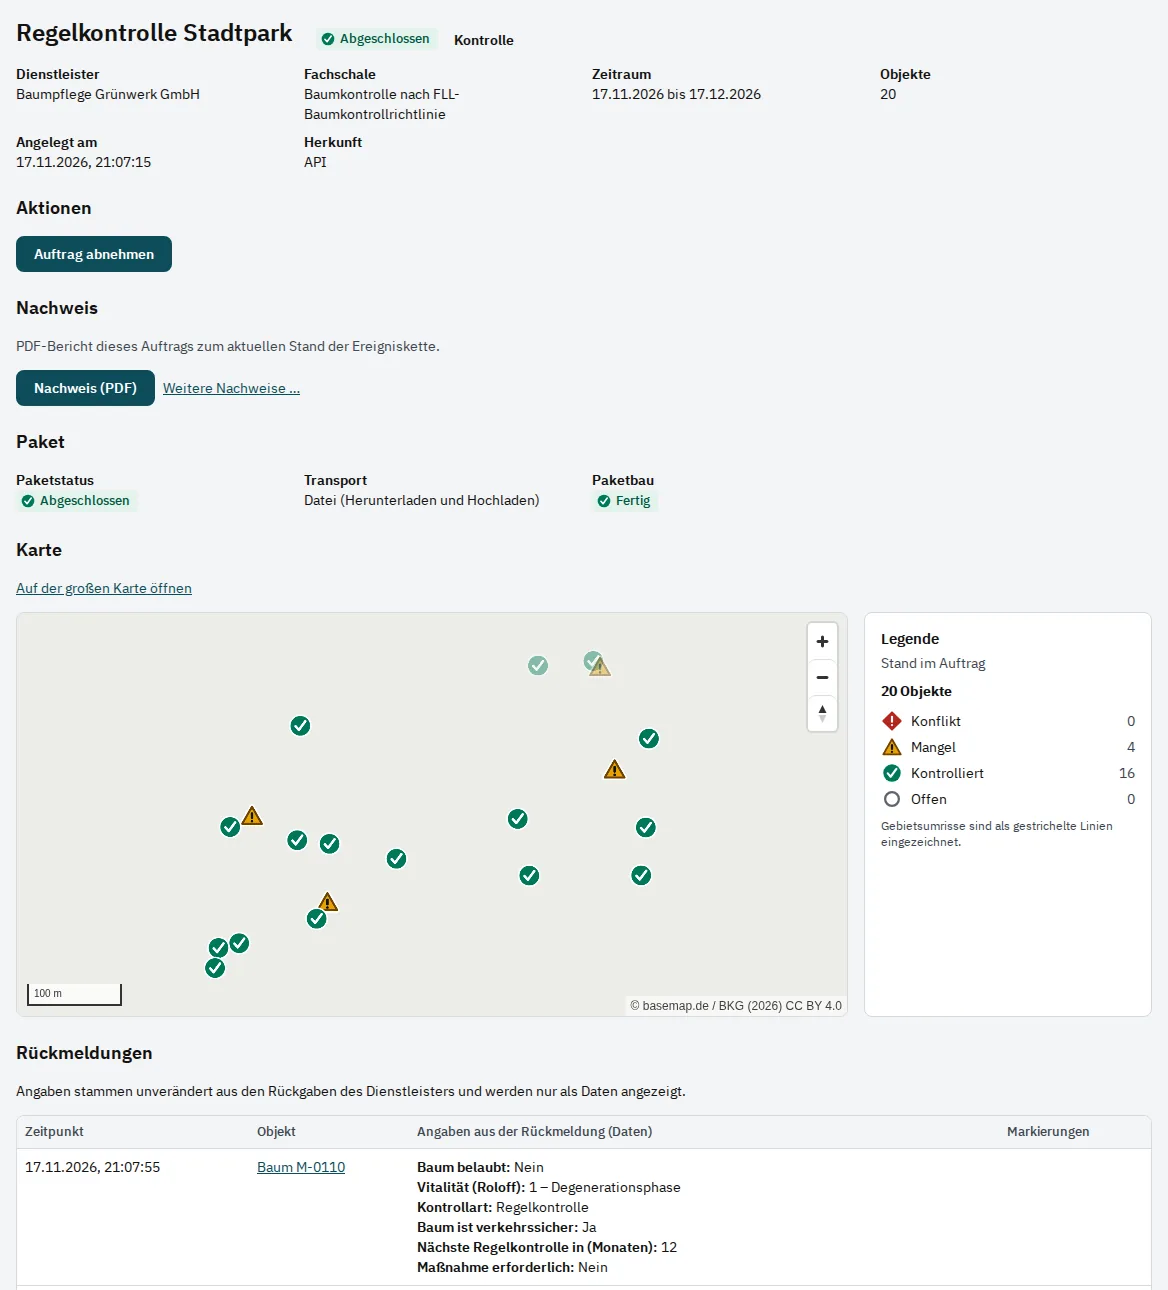 Regelkontrolle Stadtpark
Abgeschlossen
Kontrolle
Dienstleister
Baumpflege Grünwerk GmbH
Fachschale
Baumkontrolle nach FLL-
Baumkontrollrichtlinie
Zeitraum
17.11.2026 bis 17.12.2026
Objekte
20
Angelegt am
17.11.2026, 21:07:15
Herkunft
API
Aktionen
Auftrag abnehmen
Nachweis
PDF-Bericht dieses Auftrags zum aktuellen Stand der Ereigniskette.
Nachweis (PDF)
Weitere Nachweise ...
Paket
Paketstatus
Abgeschlossen
Transport
Datei (Herunterladen und Hochladen)
Paketbau
Fertig
Karte
Auf der großen Karte öffnen
100 m
© basemap.de / BKG (2026) CC BY 4.0
Legende
Stand im Auftrag
20 Objekte
Konflikt 0
Mangel 4
Kontrolliert 16
Offen 0
Gebietsumrisse sind als gestrichelte Linien
eingezeichnet.
Rückmeldungen
Angaben stammen unverändert aus den Rückgaben des Dienstleisters und werden nur als Daten angezeigt.
Zeitpunkt Objekt Angaben aus der Rückmeldung (Daten) Markierungen
17.11.2026, 21:07:55 Baum M-0110 Baum belaubt: Nein
Vitalität (Roloff): 1 – Degenerationsphase
Kontrollart: Regelkontrolle
Baum ist verkehrssicher: Ja
Nächste Regelkontrolle in (Monaten): 12
Maßnahme erforderlich: Nein